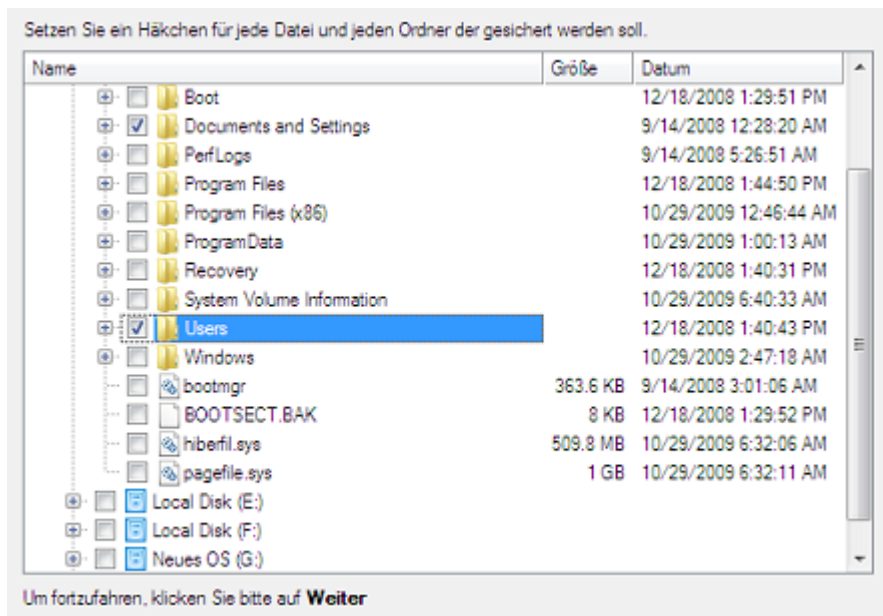 Setzen Sie ein Häkchen für jede Datei und jeden Ordner der gesichert werden soll.
Name Größe Datum
Boot 12/18/2008 1:29:51 PM
Documents and Settings 9/14/2008 12:28:20 AM
PerfLogs 9/14/2008 5:26:51 AM
Program Files 12/18/2008 1:44:50 PM
Program Files (x86) 10/29/2009 12:46:44 AM
ProgramData 10/29/2009 1:00:13 AM
Recovery 12/18/2008 1:40:31 PM
System Volume Information 10/29/2009 6:40:33 AM
Users 12/18/2008 1:40:43 PM
Windows 10/29/2009 2:47:18 AM
bootmgr 363.6 KB 9/14/2008 3:01:06 AM
BOOTSECT.BAK 8 KB 12/18/2008 1:29:52 PM
hiberfil.sys 509.8 MB 10/29/2009 6:32:06 AM
pagefile.sys 1 GB 10/29/2009 6:32:11 AM
Local Disk (E:)
Local Disk (F:)
Neues OS (G:)
Um fortzufahren, klicken Sie bitte auf Weiter